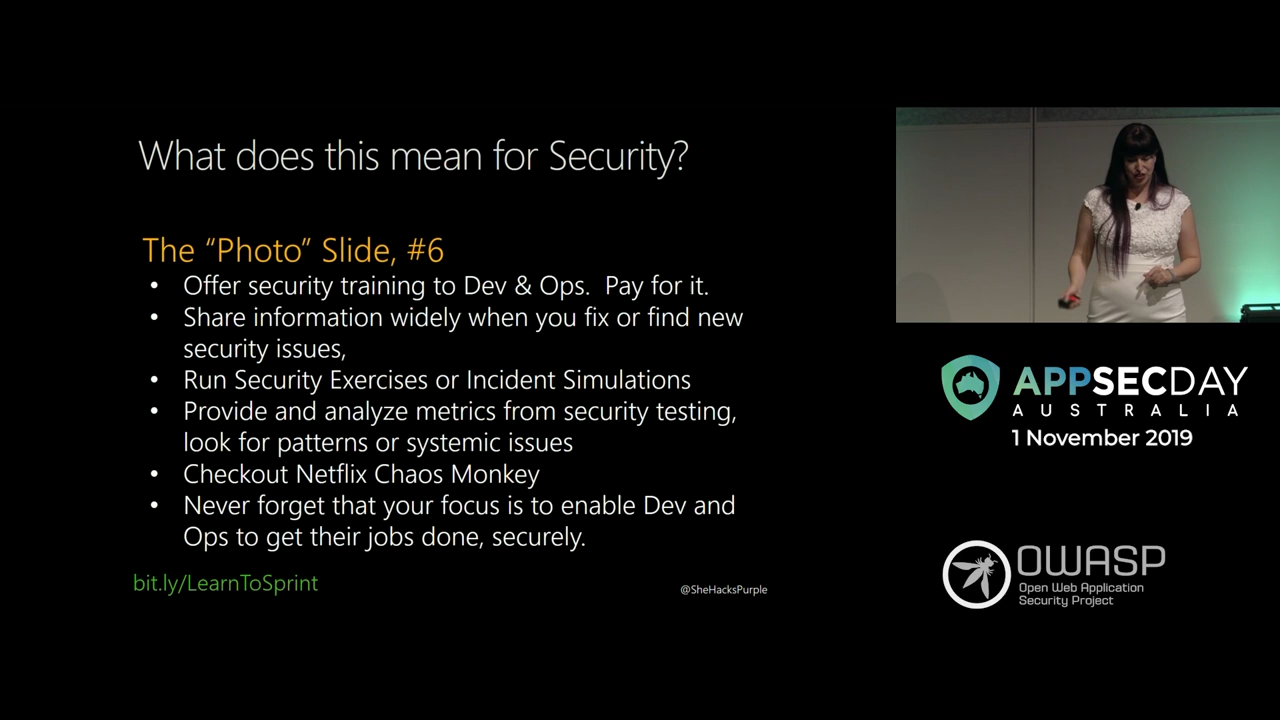 What does this mean for Security?
The “Photo” Slide, #6
• Offer security training to Dev & Ops.  Pay for it.
• Share information widely when you fix or find new
security issues,
• Run Security Exercises or Incident Simulations
• Provide and analyze metrics from security testing,
look for patterns or systemic issues
• Checkout Netflix Chaos Monkey
• Never forget that your focus is to enable Dev and
Ops to get their jobs done, securely.
bit.ly/LearnToSprint
@SheHacksPurple
APPSECDAY
AUSTRALIA
1 November 2019
OWASP
Open Web Application
Security Project